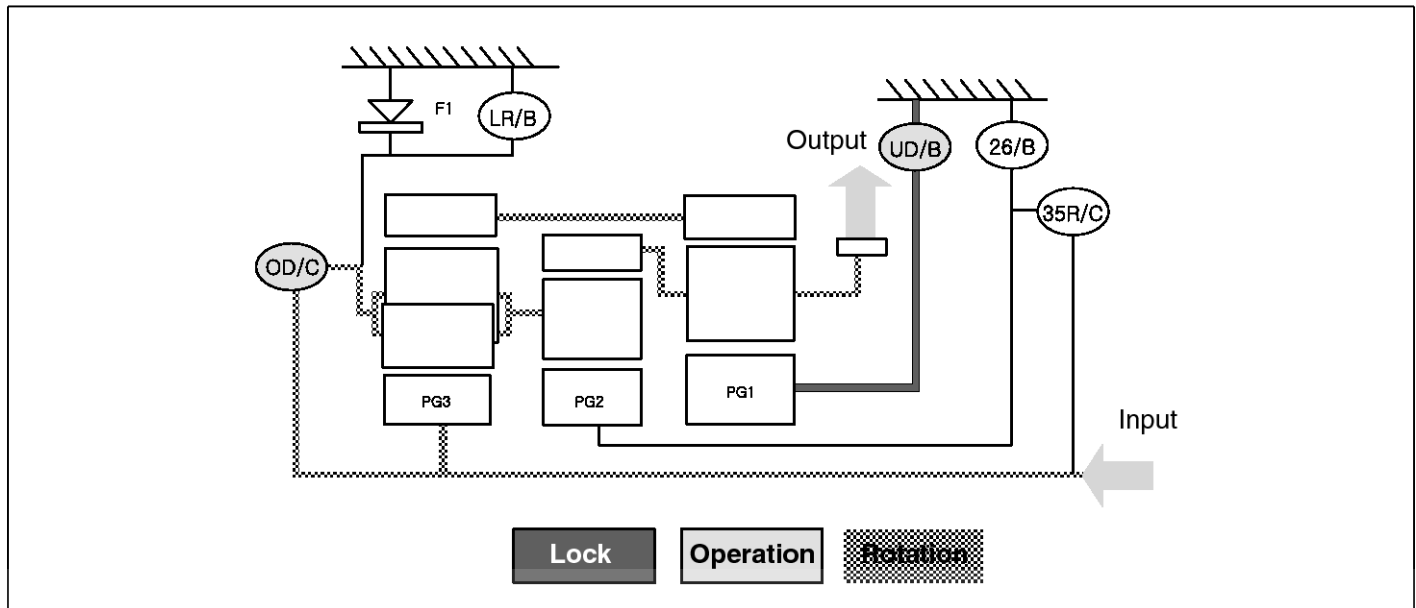 F1
LR/B
Output
UD/B
26/B
35R/C
OD/C
PG3
PG2
PG1
Input
Lock
Operation
Rotation